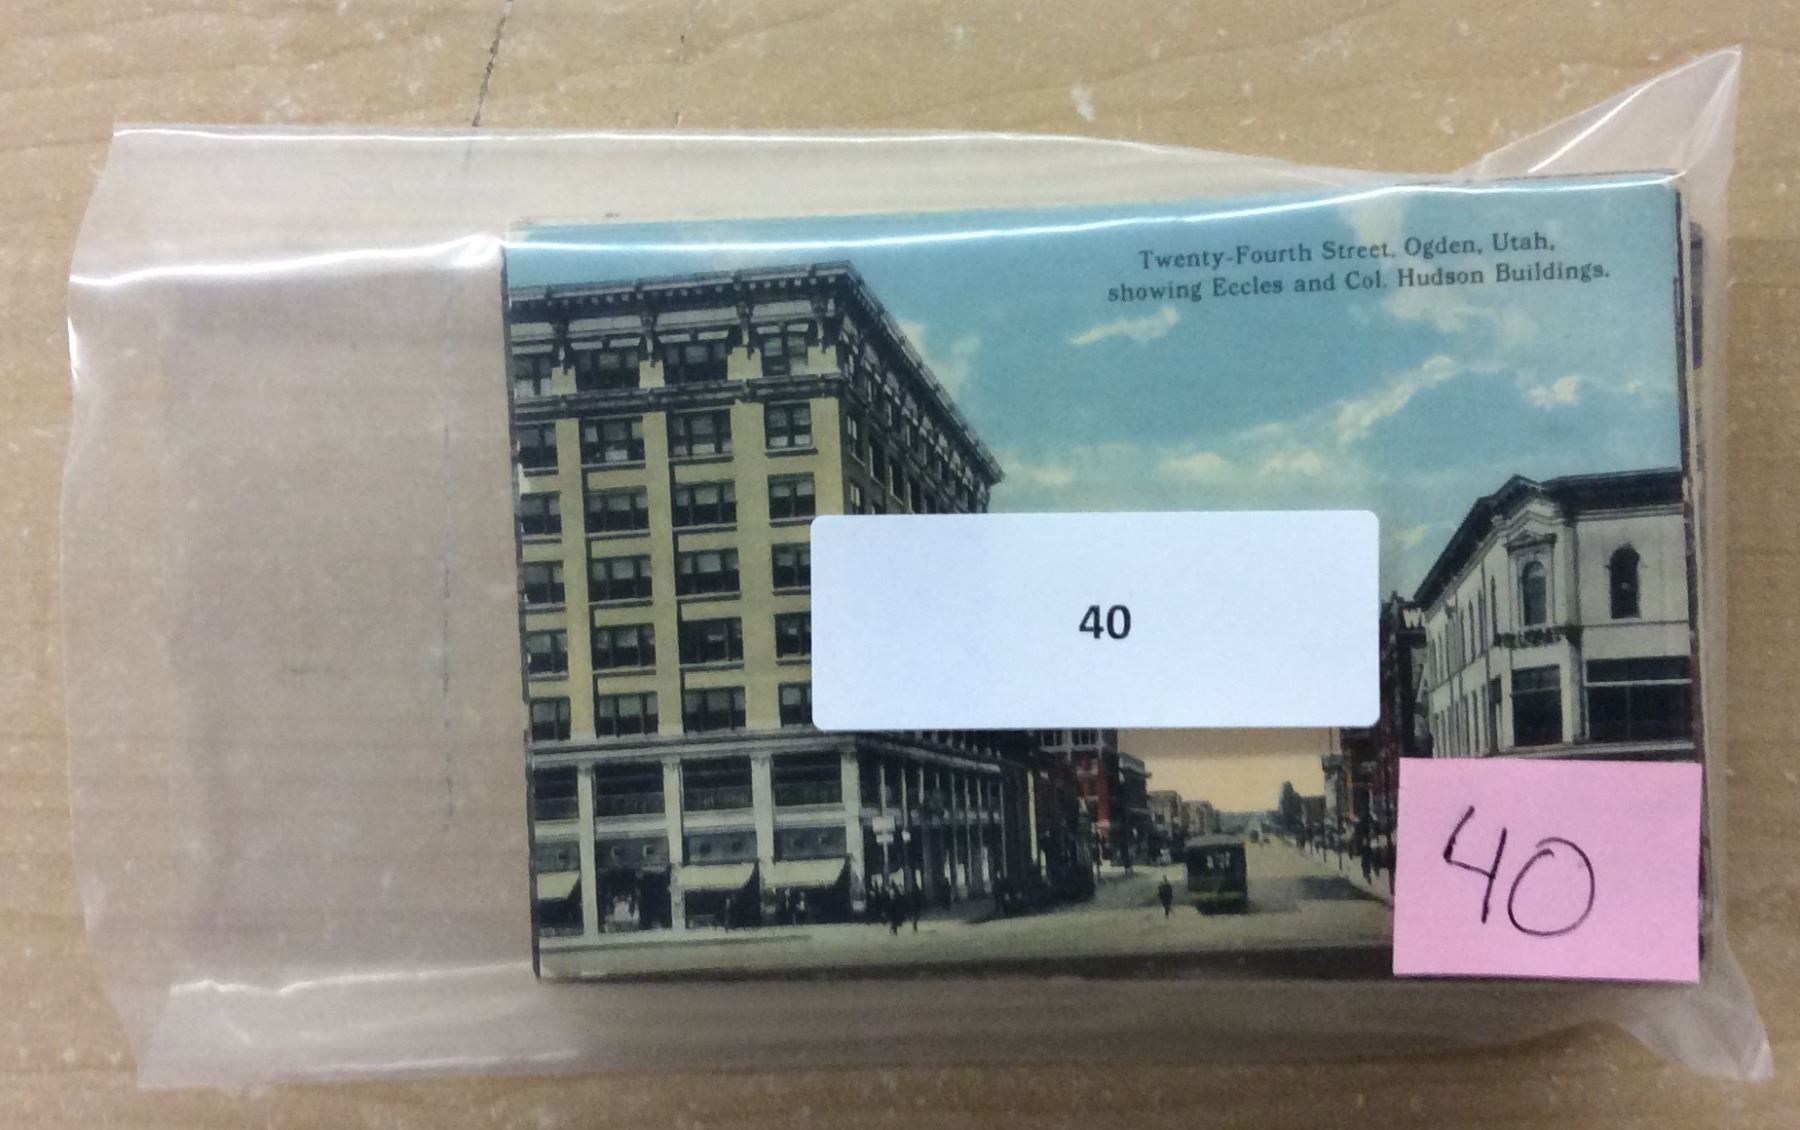 Twenty-Fourth Street, Ogden, Utah,
showing Eccles and Col. Hudson Buildings.
40
40